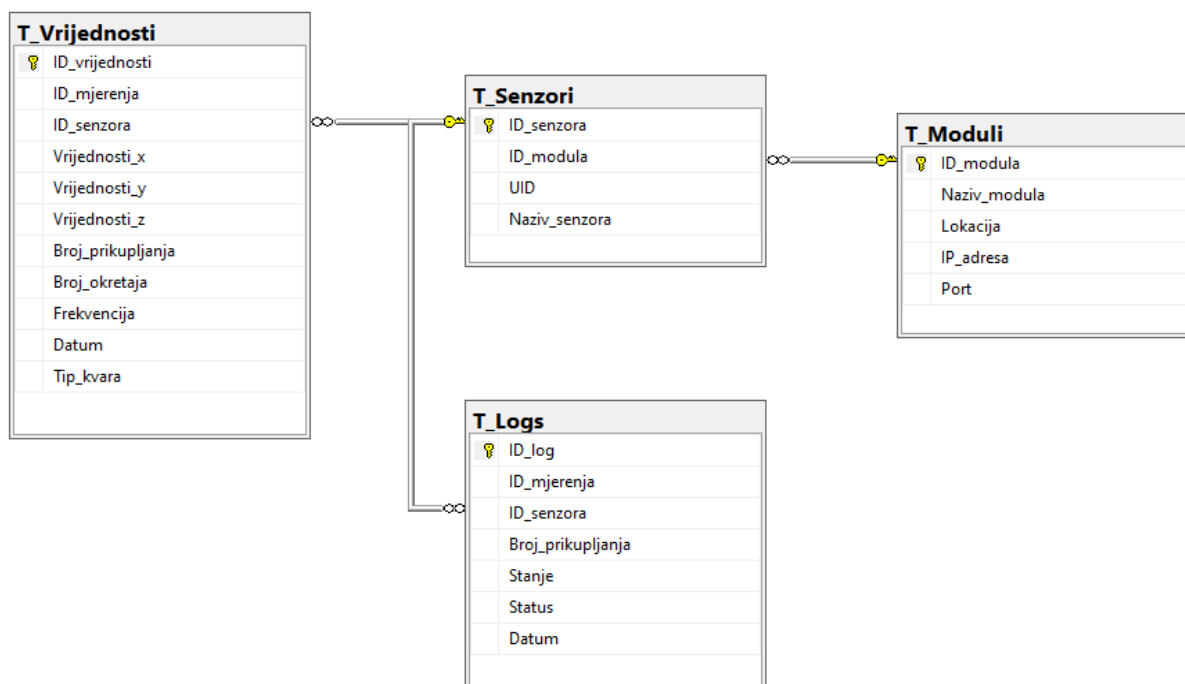 T_Vrijednosti
ID_vrijednosti
ID_mjerenja
ID_senzora
Vrijednosti_x
Vrijednosti_y
Vrijednosti_z
Broj_prikupljanja
Broj_okretaja
Frekvencija
Datum
Tip_kvara
T_Senzori
ID_senzora
ID_modula
UID
Naziv_senzora
T_Moduli
ID_modula
Naziv_modula
Lokacija
IP_adresa
Port
T_Logs
ID_log
ID_mjerenja
ID_senzora
Broj_prikupljanja
Stanje
Status
Datum